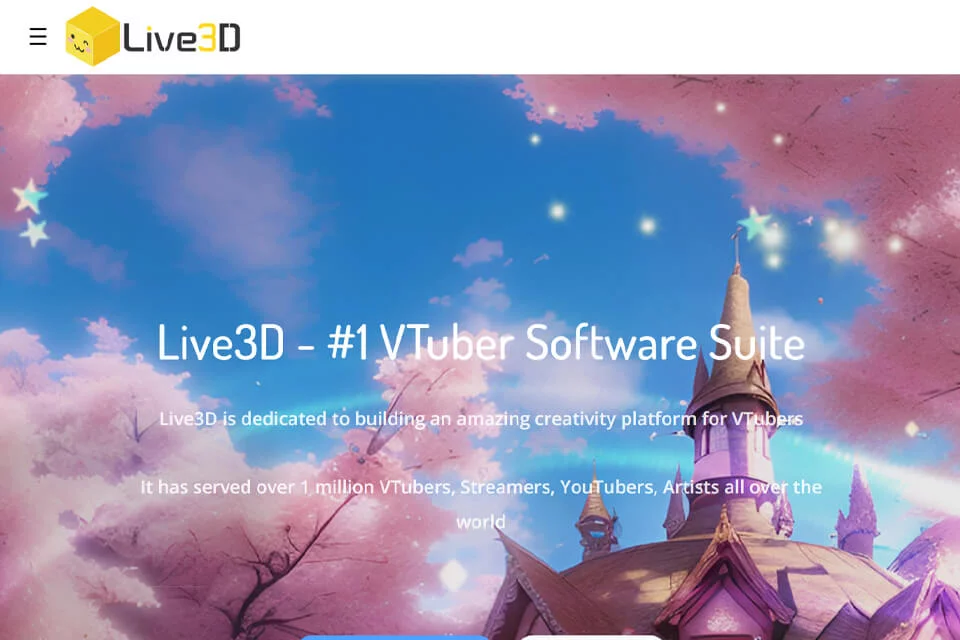 Live3D
Live3D - #1 VTuber Software Suite
Live3D is dedicated to building an amazing creativity platform for VTubers
It has served over 1 million VTubers, Streamers, YouTubers, Artists all over the
world